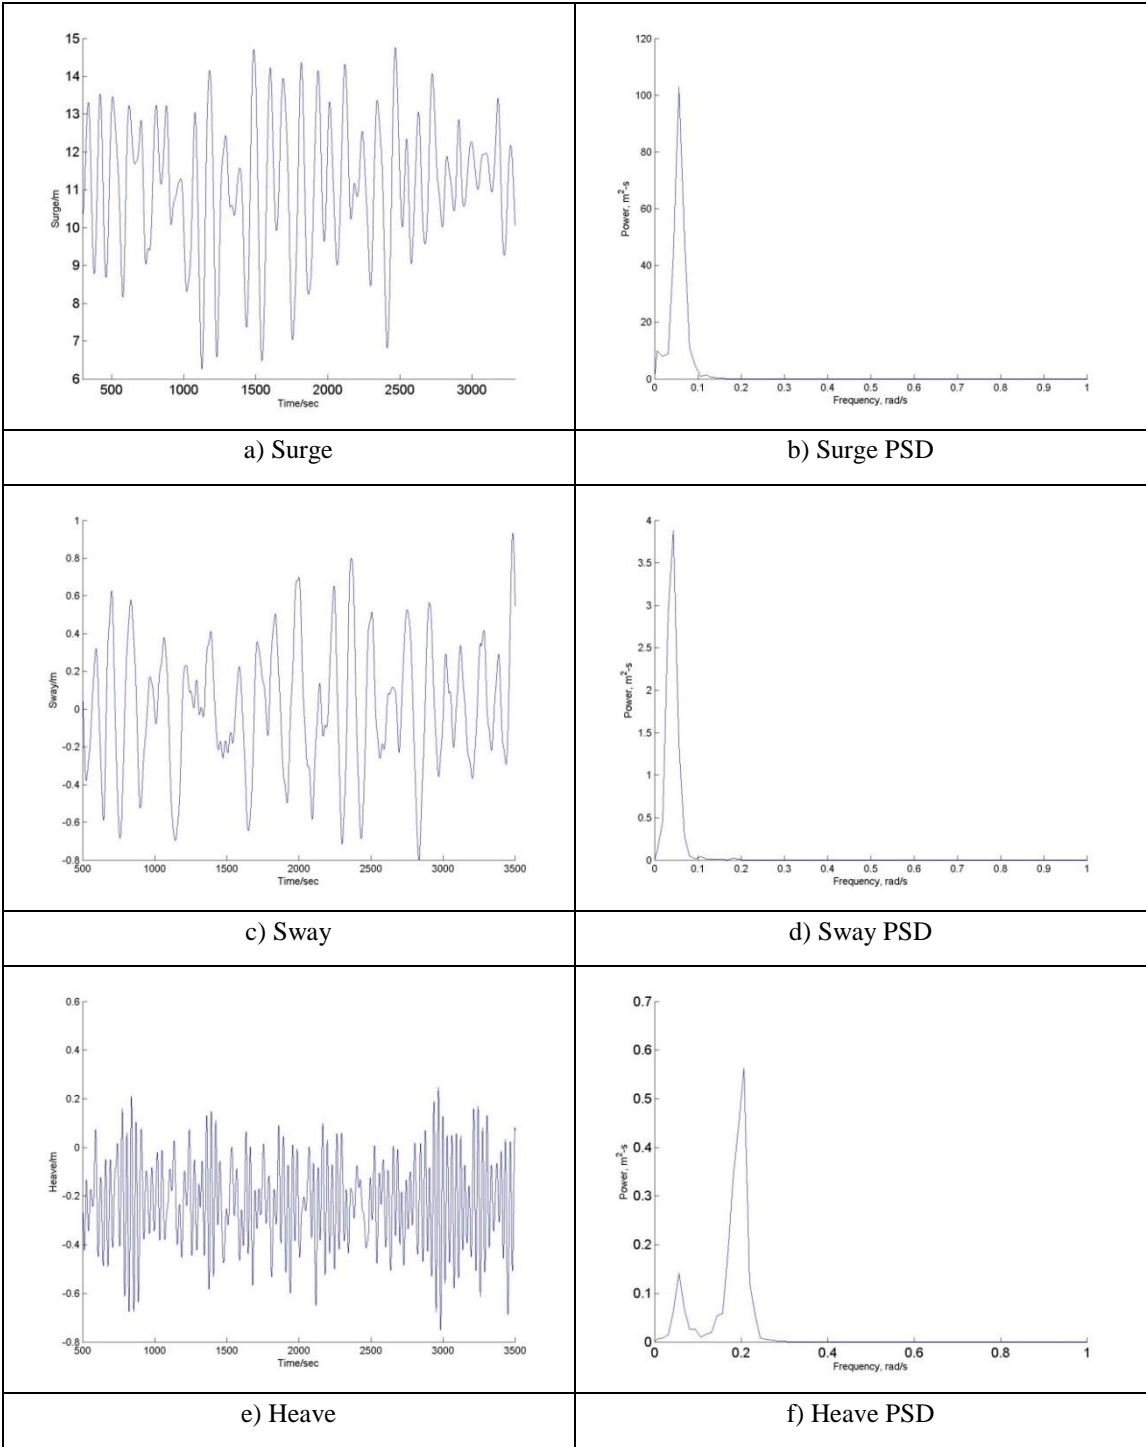 15
14
13
12
11
10
9
8
7
6
Surge/m
500 1000 1500 2000 2500 3000
Time/sec
120
100
80
60
40
20
0
Power, m²-s
0 0.1 0.2 0.3 0.4 0.5 0.6 0.7 0.8 0.9 1
Frequency, rad/s
a) Surge
b) Surge PSD
1
0.8
0.6
0.4
0.2
0
-0.2
-0.4
-0.6
-0.8
Sway/m
500 1000 1500 2000 2500 3000 3500
Time/sec
4
3.5
3
2.5
2
1.5
1
0.5
0
Power, m²-s
0 0.1 0.2 0.3 0.4 0.5 0.6 0.7 0.8 0.9 1
Frequency, rad/s
c) Sway
d) Sway PSD
0.6
0.4
0.2
0
-0.2
-0.4
-0.6
-0.8
Heave/m
500 1000 1500 2000 2500 3000 3500
Time/sec
0.7
0.6
0.5
0.4
0.3
0.2
0.1
0
Power, m²-s
0 0.2 0.4 0.6 0.8 1
Frequency, rad/s
e) Heave
f) Heave PSD